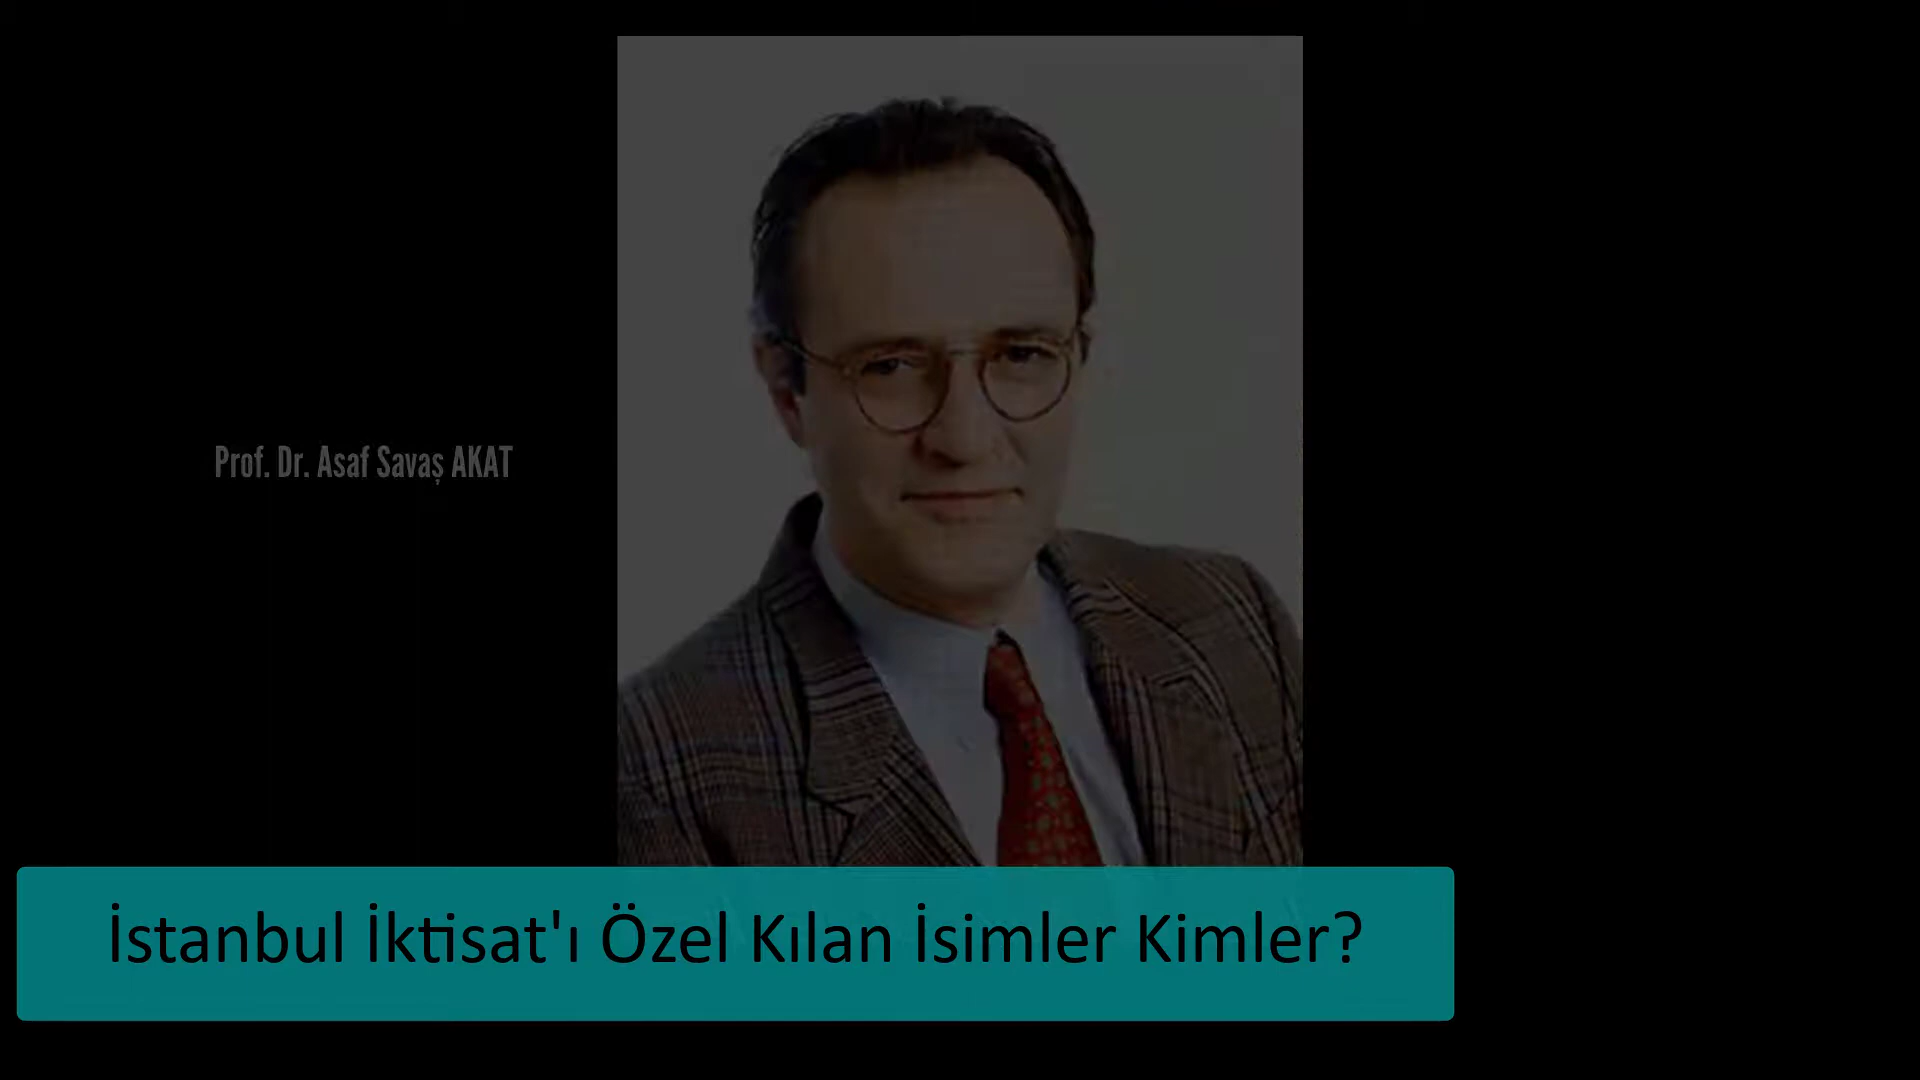 Prof. Dr. Asaf Savaş AKAT
İstanbul İktisat'ı Özel Kılan İsimler Kimler?